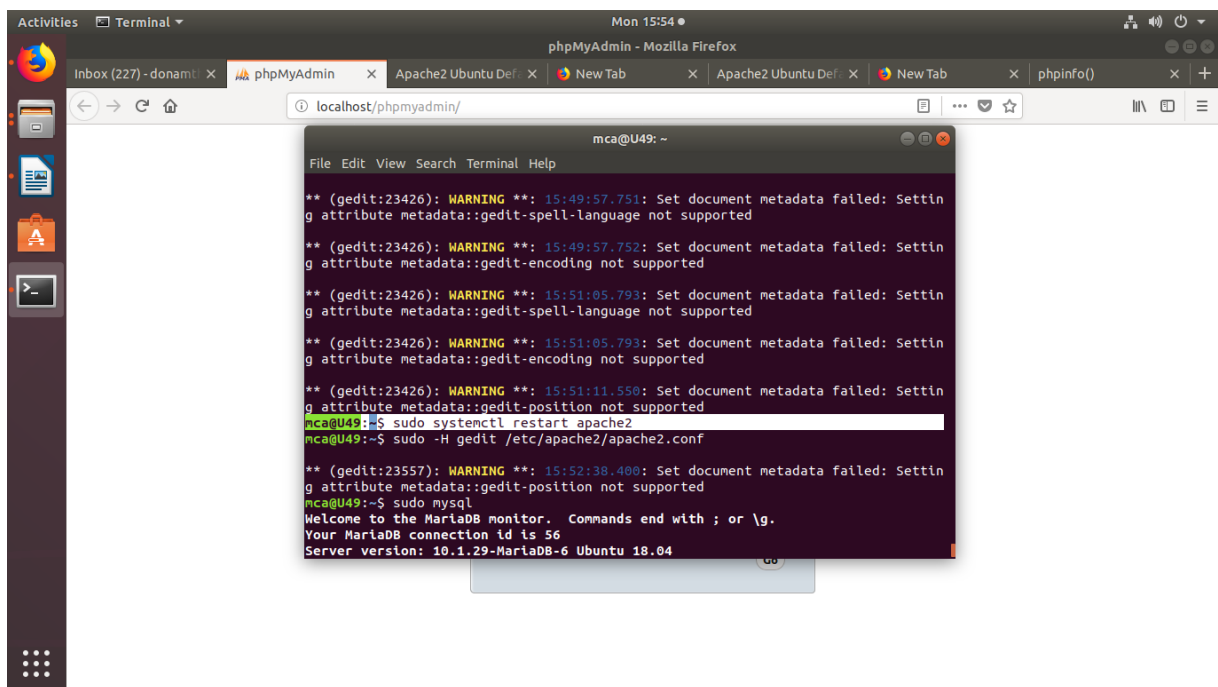 Activities Terminal Mon 15:54
phpMyAdmin - Mozilla Firefox
Inbox (227) - donamt phpMyAdmin Apache2 Ubuntu Def New Tab Apache2 Ubuntu Def New Tab phpinfo()
localhost/phpmyadmin/
mca@U49: ~
File Edit View Search Terminal Help
** (gedit:23426): WARNING **: 15:49:57.751: Set document metadata failed: Settin
g attribute metadata::gedit-spell-language not supported
** (gedit:23426): WARNING **: 15:49:57.752: Set document metadata failed: Settin
g attribute metadata::gedit-encoding not supported
** (gedit:23426): WARNING **: 15:51:05.793: Set document metadata failed: Settin
g attribute metadata::gedit-spell-language not supported
** (gedit:23426): WARNING **: 15:51:05.793: Set document metadata failed: Settin
g attribute metadata::gedit-encoding not supported
** (gedit:23426): WARNING **: 15:51:11.550: Set document metadata failed: Settin
g attribute metadata::gedit-position not supported
mca@U49:~$ sudo systemctl restart apache2
mca@U49:~$ sudo -H gedit /etc/apache2/apache2.conf
** (gedit:23557): WARNING **: 15:52:38.400: Set document metadata failed: Settin
g attribute metadata::gedit-position not supported
mca@U49:~$ sudo mysql
Welcome to the MariaDB monitor.  Commands end with ; or \g.
Your MariaDB connection id is 56
Server version: 10.1.29-MariaDB-6 Ubuntu 18.04